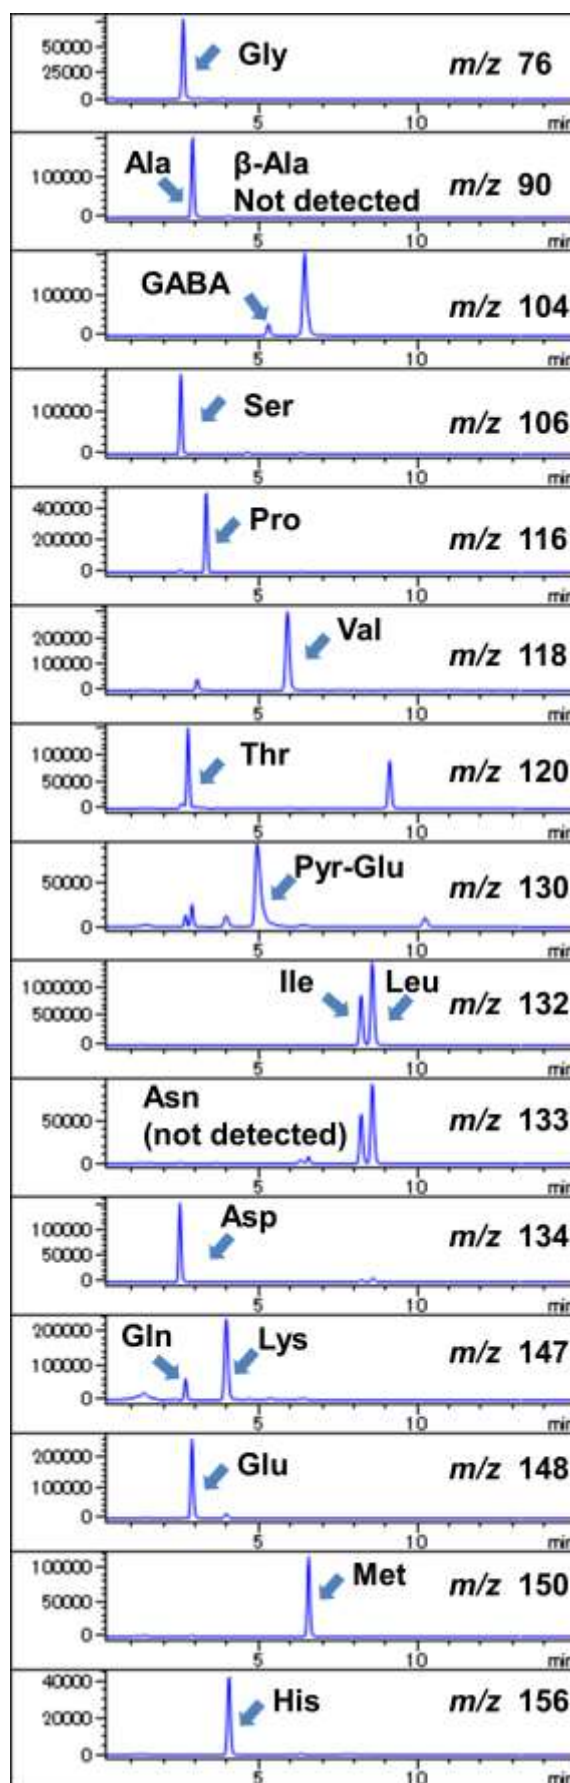 50000
Gly
m/z 76
25000
0
5
10
min
Ala
β-Ala
Not detected
m/z 90
100000
0
5
10
min
GABA
m/z 104
100000
0
5
10
min
Ser
m/z 106
100000
0
5
10
min
400000
Pro
m/z 116
200000
0
5
10
min
Val
200000
m/z 118
100000
0
5
10
min
Thr
m/z 120
100000
50000
0
5
10
min
Pyr-Glu
m/z 130
50000
0
5
10
min
Ile
Leu
m/z 132
1000000
500000
0
5
10
min
Asn
(not detected)
m/z 133
50000
0
5
10
min
Asp
m/z 134
100000
50000
0
5
10
min
200000
Gln
Lys
m/z 147
100000
0
5
10
min
200000
Glu
m/z 148
100000
0
5
10
min
Met
m/z 150
100000
50000
0
5
10
min
40000
His
m/z 156
20000
0
5
10
min